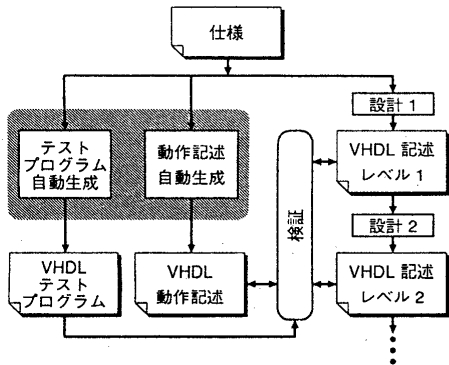 仕様
設計 1
テスト
プログラム
自動生成
動作記述
自動生成
検証
VHDL 記述
レベル 1
設計 2
VHDL
テスト
プログラム
VHDL
動作記述
VHDL 記述
レベル 2